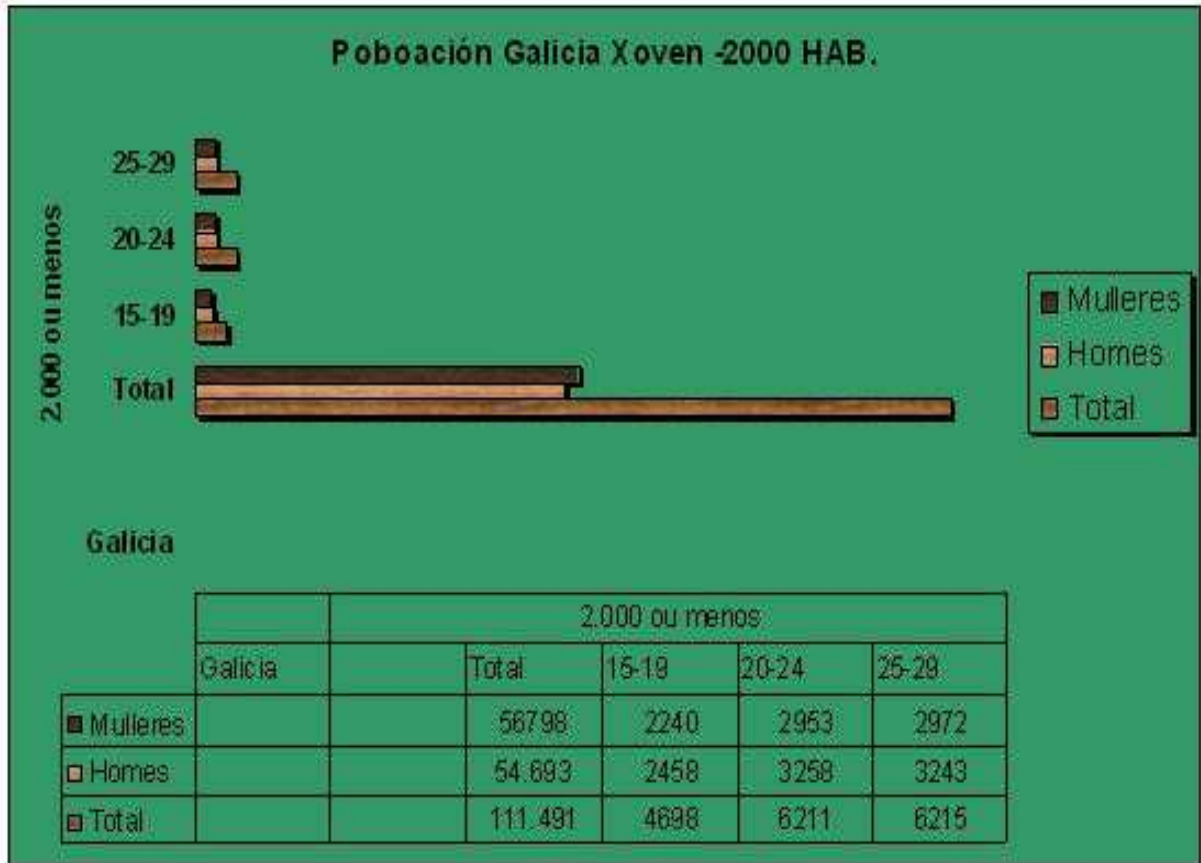 Poboación Galicia Xoven -2000 HAB.
2.000 ou menos
25-29
20-24
15-19
Total
Mulleres
Homes
Total
Galicia
2.000 ou menos
Galicia Total 15-19 20-24 25-29
Mulleres 56798 2240 2953 2972
Homes 54.693 2458 3258 3243
Total 111.491 4698 6211 6215